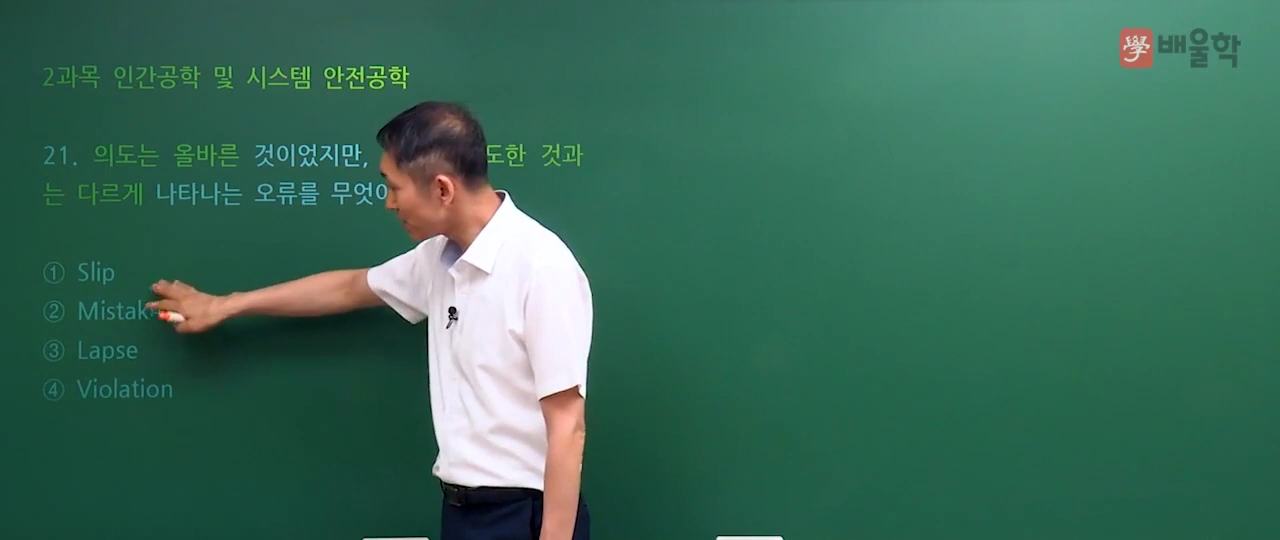 學 배울학
2과목 인간공학 및 시스템 안전공학
21. 의도는 올바른 것이었지만, 도한 것과
는 다르게 나타나는 오류를 무엇이
① Slip
② Mistak
③ Lapse
④ Violation